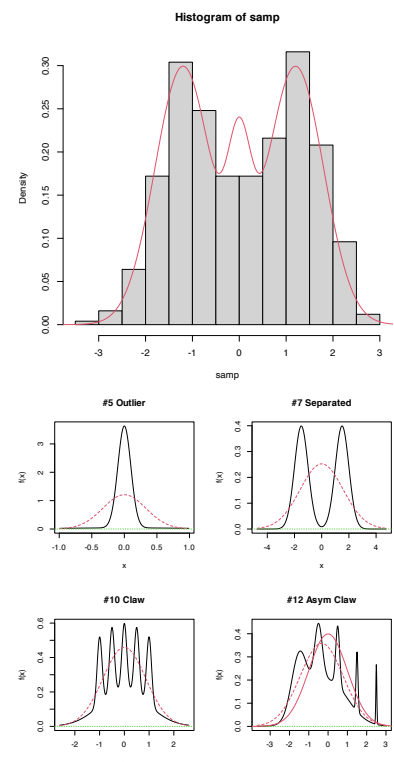 Histogram of samp
Density
0.00 0.05 0.10 0.15 0.20 0.25 0.30
-3 -2 -1 0 1 2 3
samp
#5 Outlier
f(x)
0 1 2 3
-1.0 -0.5 0.0 0.5 1.0
x
#7 Separated
f(x)
0.0 0.1 0.2 0.3 0.4
-4 -2 0 2 4
x
#10 Claw
f(x)
0.0 0.2 0.4 0.6
-2 -1 0 1 2
#12 Asym Claw
f(x)
0.0 0.1 0.2 0.3 0.4
-3 -2 -1 0 1 2 3